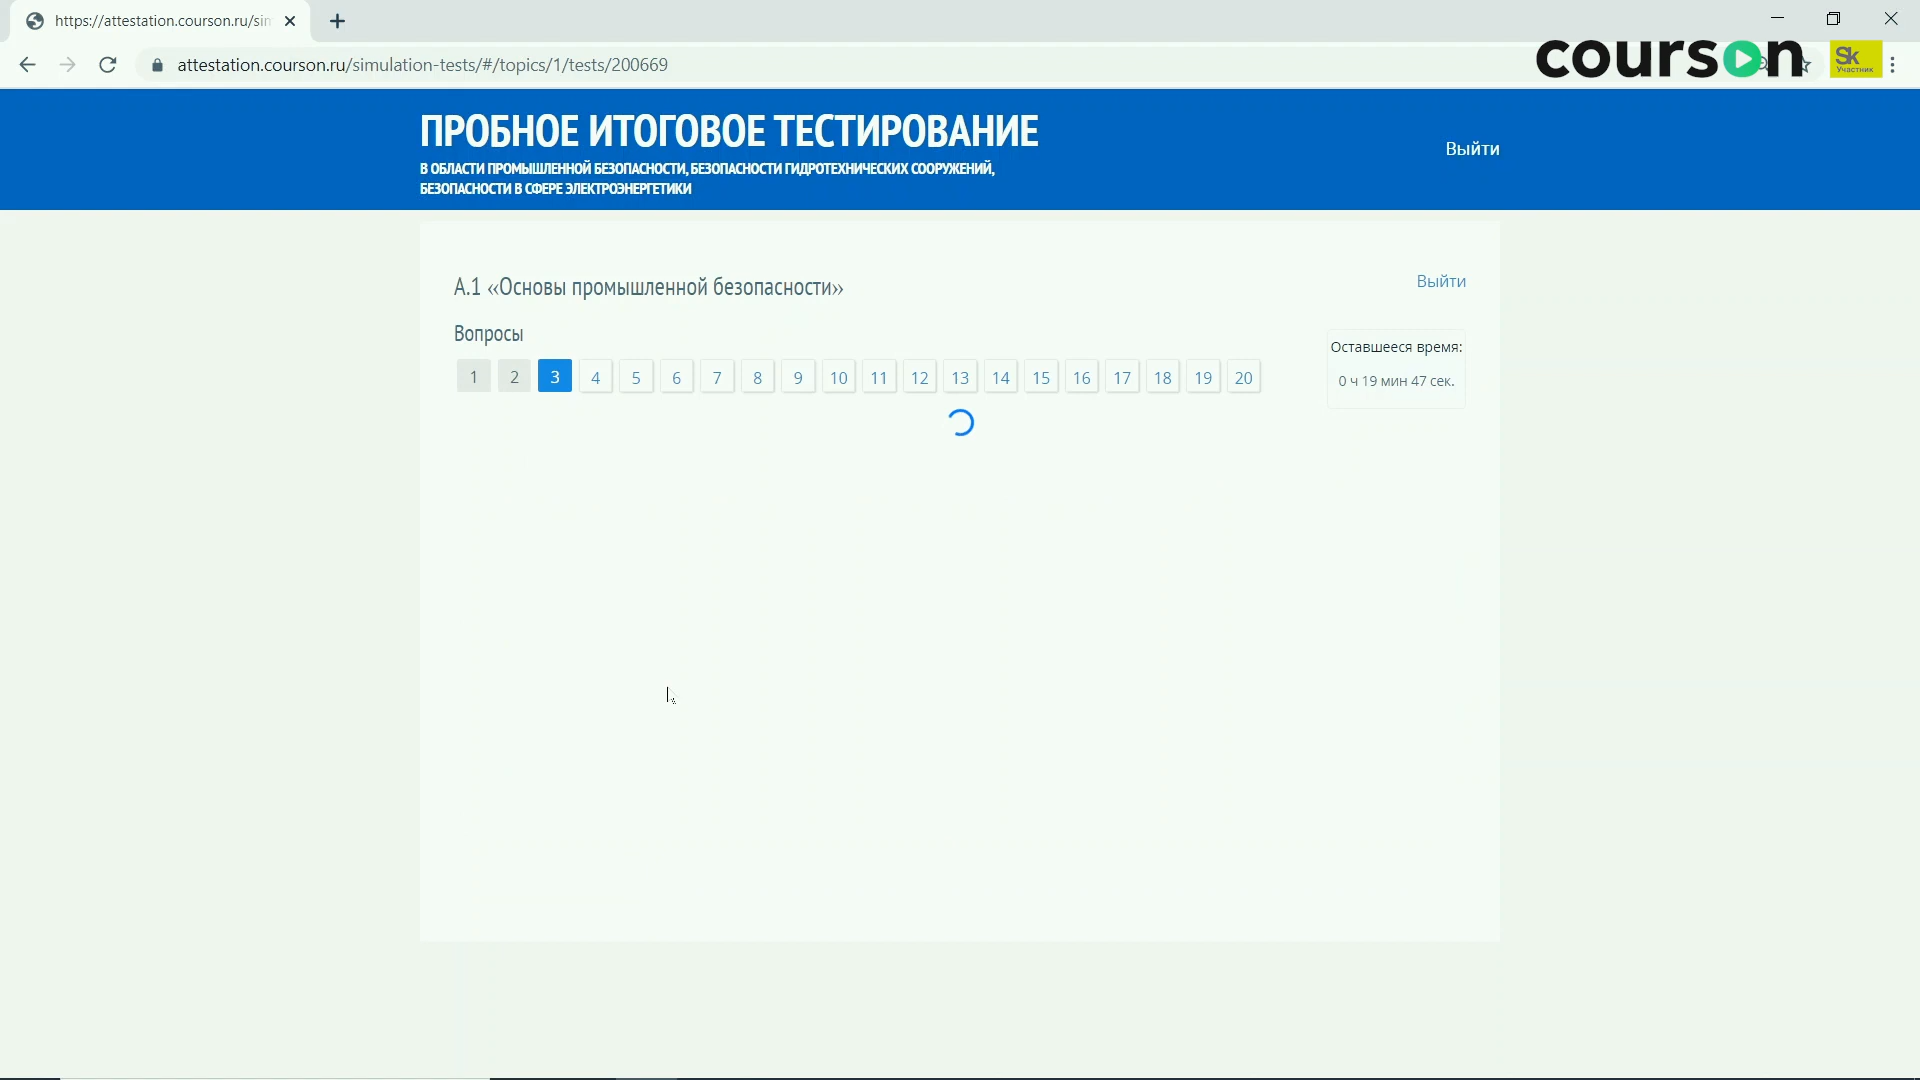 https://attestation.courson.ru/sim
attestation.courson.ru/simulation-tests/#/topics/1/tests/200669
courson
Sk
Участник
ПРОБНОЕ ИТОГОВОЕ ТЕСТИРОВАНИЕ
В ОБЛАСТИ ПРОМЫШЛЕННОЙ БЕЗОПАСНОСТИ, БЕЗОПАСНОСТИ ГИДРОТЕХНИЧЕСКИХ СООРУЖЕНИЙ,
БЕЗОПАСНОСТИ В СФЕРЕ ЭЛЕКТРОЭНЕРГЕТИКИ
Выйти
А.1 «Основы промышленной безопасности»
Выйти
Вопросы
Оставшееся время:
1 2 3 4 5 6 7 8 9 10 11 12 13 14 15 16 17 18 19 20
0 ч 19 мин 47 сек.